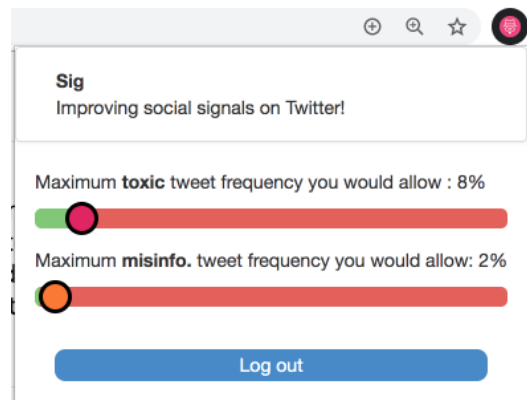 Sig
Improving social signals on Twitter!
Maximum toxic tweet frequency you would allow : 8%
Maximum misinfo. tweet frequency you would allow: 2%
Log out